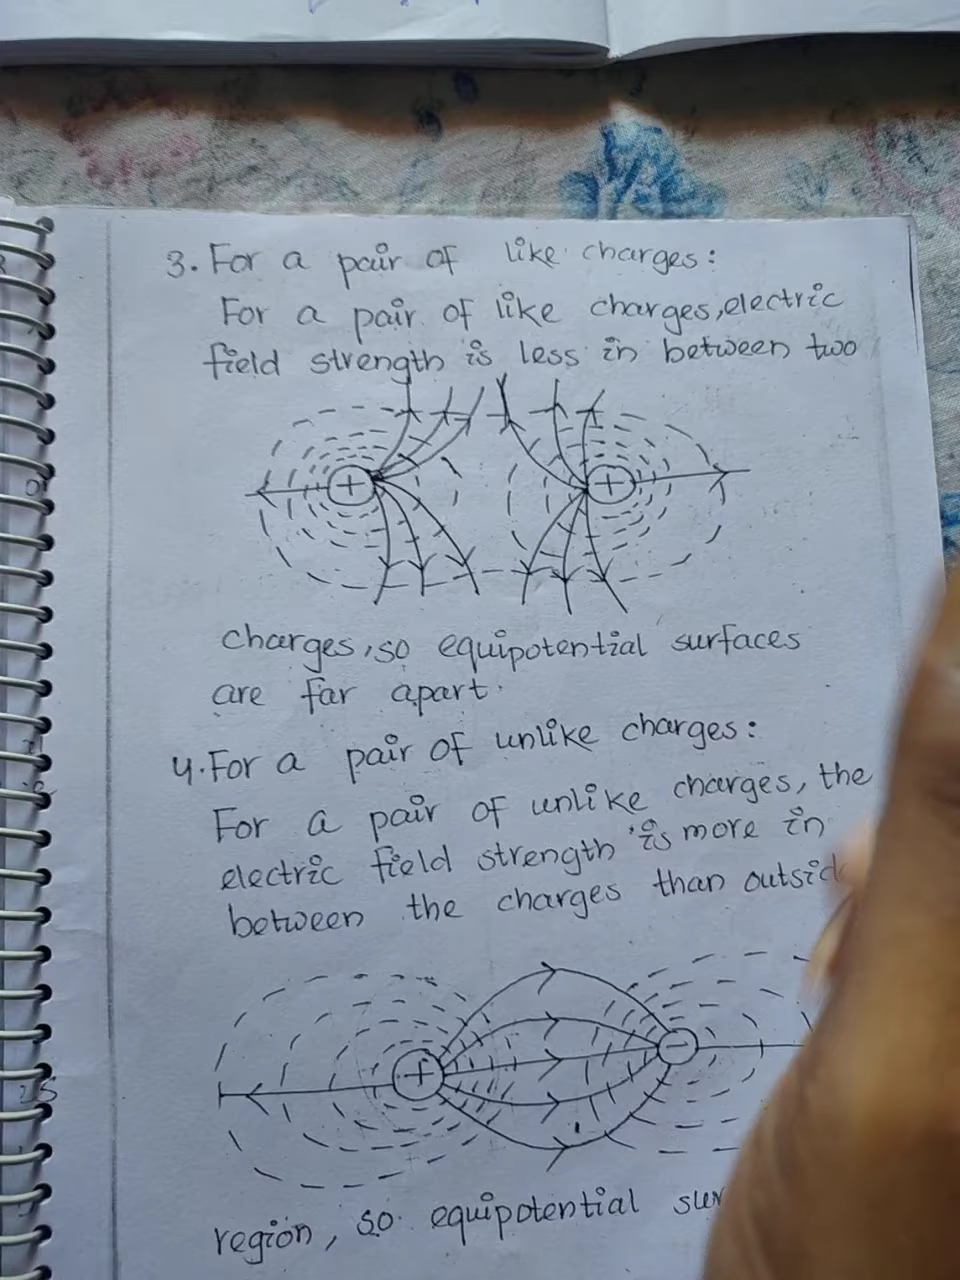 3. For a pair of like charges:
For a pair of like charges, electric
field strength is less in between two
+ +
charges, so equipotential surfaces
are far apart.
4. For a pair of unlike charges:
For a pair of unlike charges, the
electric field strength is more in
between the charges than
+ -
region, so equipotential